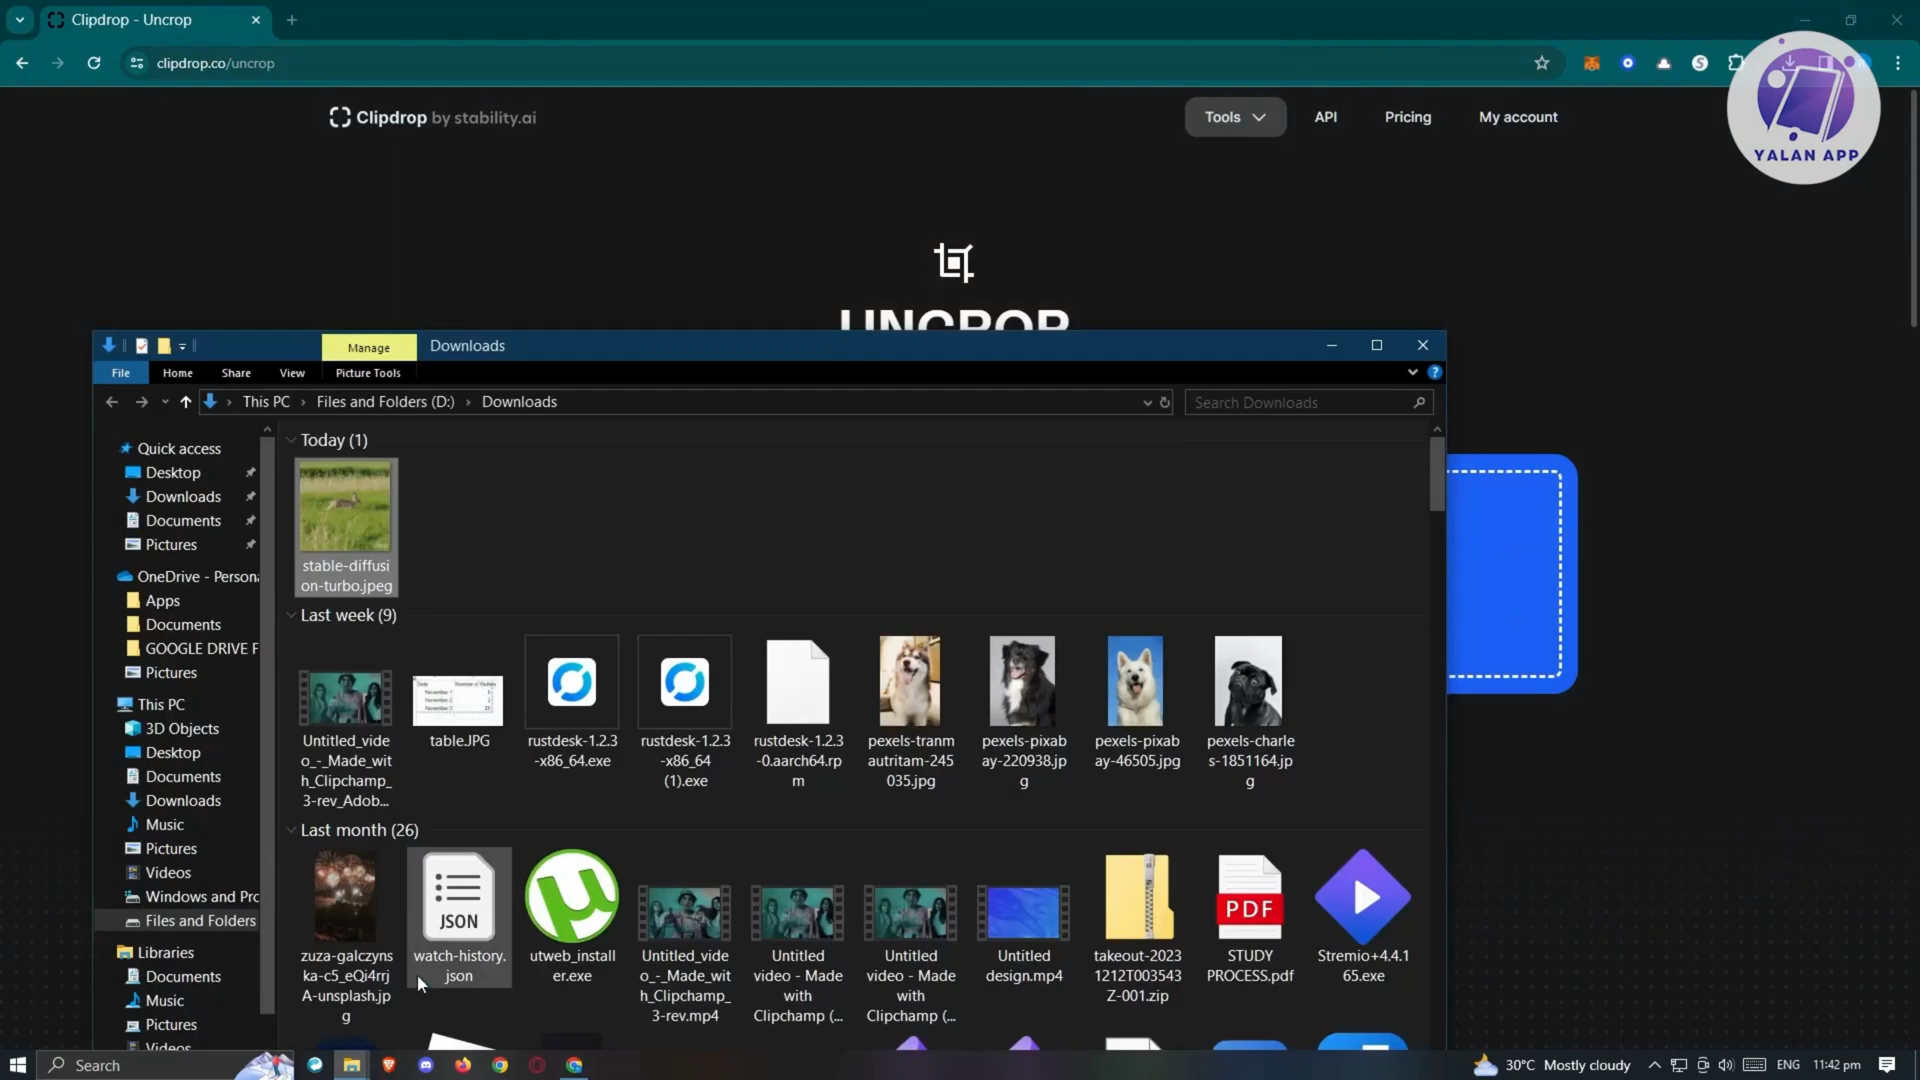 Clipdrop - Uncrop
clipdrop.co/uncrop
Clipdrop by stability.ai
Tools
API
Pricing
My account
YALAN APP
UNCROP
Manage
Downloads
File
Home
Share
View
Picture Tools
This PC
Files and Folders (D:)
Downloads
Search Downloads
Quick access
Desktop
Downloads
Documents
Pictures
OneDrive - Persona
Apps
Documents
GOOGLE DRIVE F
Pictures
This PC
3D Objects
Desktop
Documents
Downloads
Music
Pictures
Videos
Windows and Prc
Files and Folders
Libraries
Documents
Music
Pictures
Videos
Today (1)
stable-diffusi
on-turbo.jpeg
Last week (9)
Untitled_vide
o_-_Made_wit
h_Clipchamp_
3-rev_Adob...
table.JPG
rustdesk-1.2.3
-x86_64.exe
rustdesk-1.2.3
-x86_64
(1).exe
rustdesk-1.2.3
-0.aarch64.rp
m
pexels-tranm
autritam-245
035.jpg
pexels-pixab
ay-220938.jp
g
pexels-pixab
ay-46505.jpg
pexels-charle
s-1851164.jp
g
Last month (26)
zuza-galczyns
ka-c5_eQi4rrj
A-unsplash.jp
g
JSON
watch-history.
json
utweb_install
er.exe
Untitled_vide
o_-_Made_wit
h_Clipchamp_
3-rev.mp4
Untitled
video - Made
with
Clipchamp (...
Untitled
video - Made
with
Clipchamp (...
Untitled
design.mp4
takeout-2023
1212T003543
Z-001.zip
PDF
STUDY
PROCESS.pdf
Stremio+4.4.1
65.exe
Search
30°C Mostly cloudy
ENG
11:42 pm